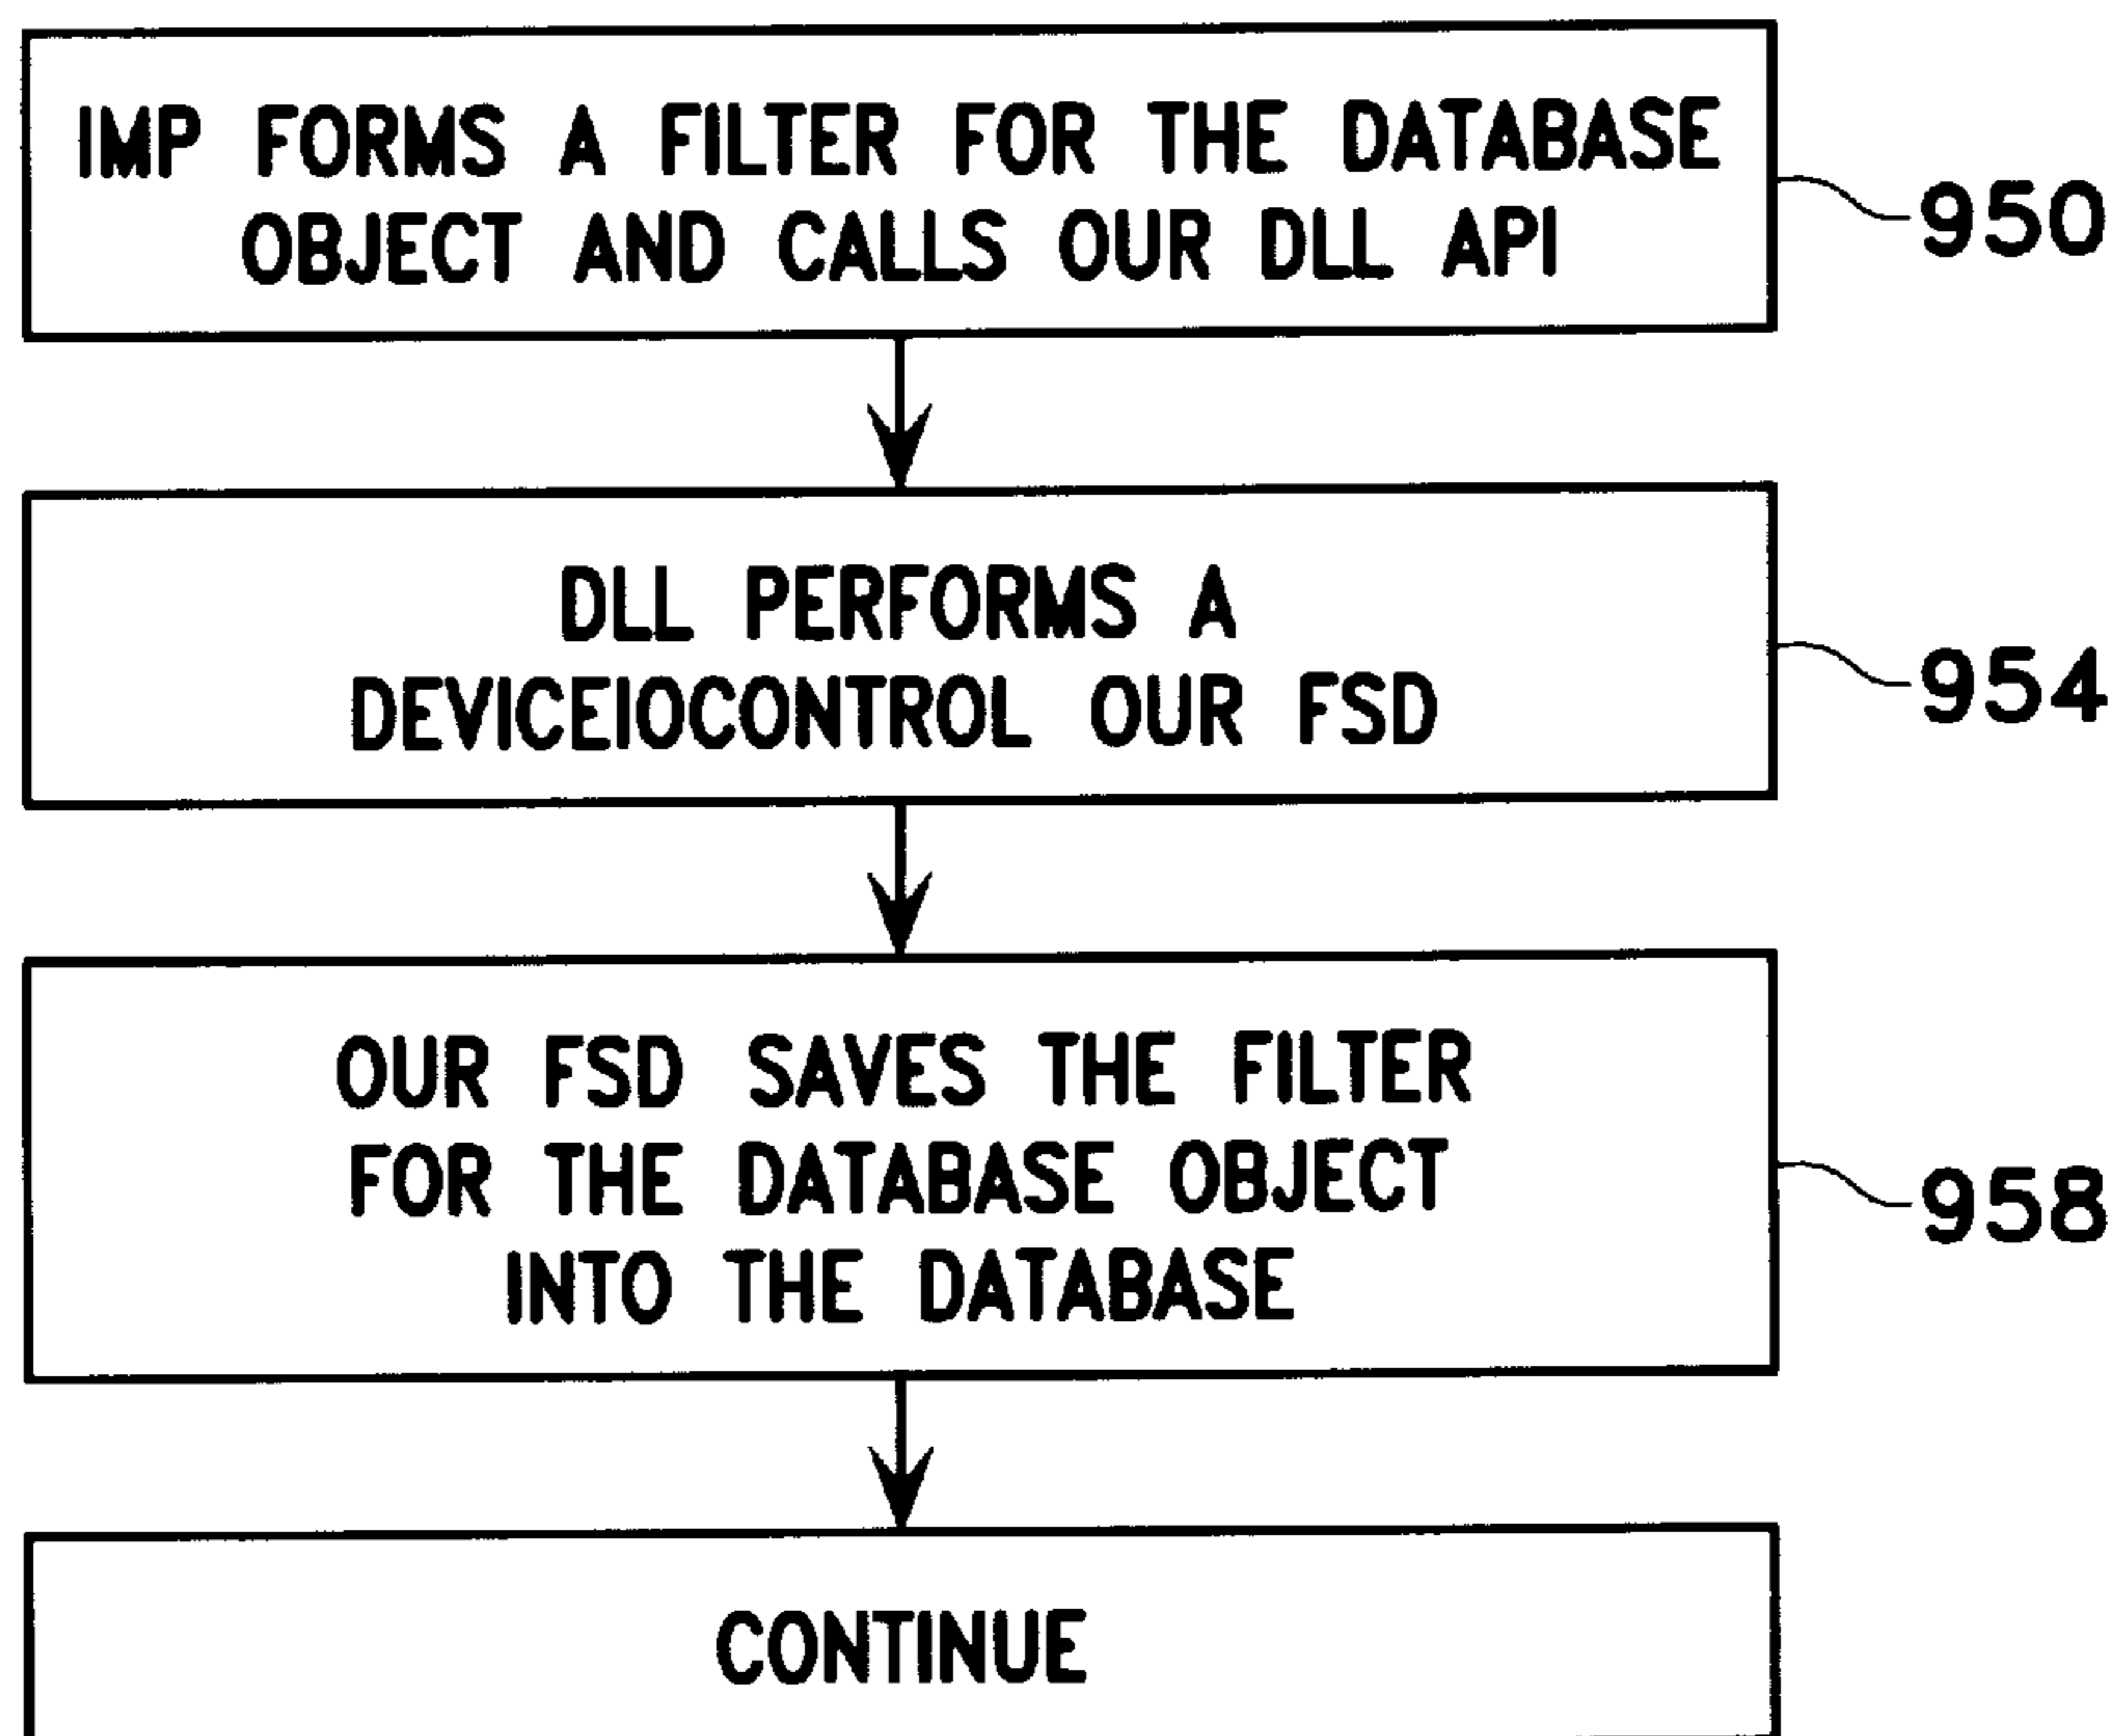 IMP FORMS A FILTER FOR THE DATABASE
OBJECT AND CALLS OUR DLL API
950
DLL PERFORMS A
DEVICEIOCONTROL OUR FSD
954
OUR FSD SAVES THE FILTER
FOR THE DATABASE OBJECT
INTO THE DATABASE
958
CONTINUE